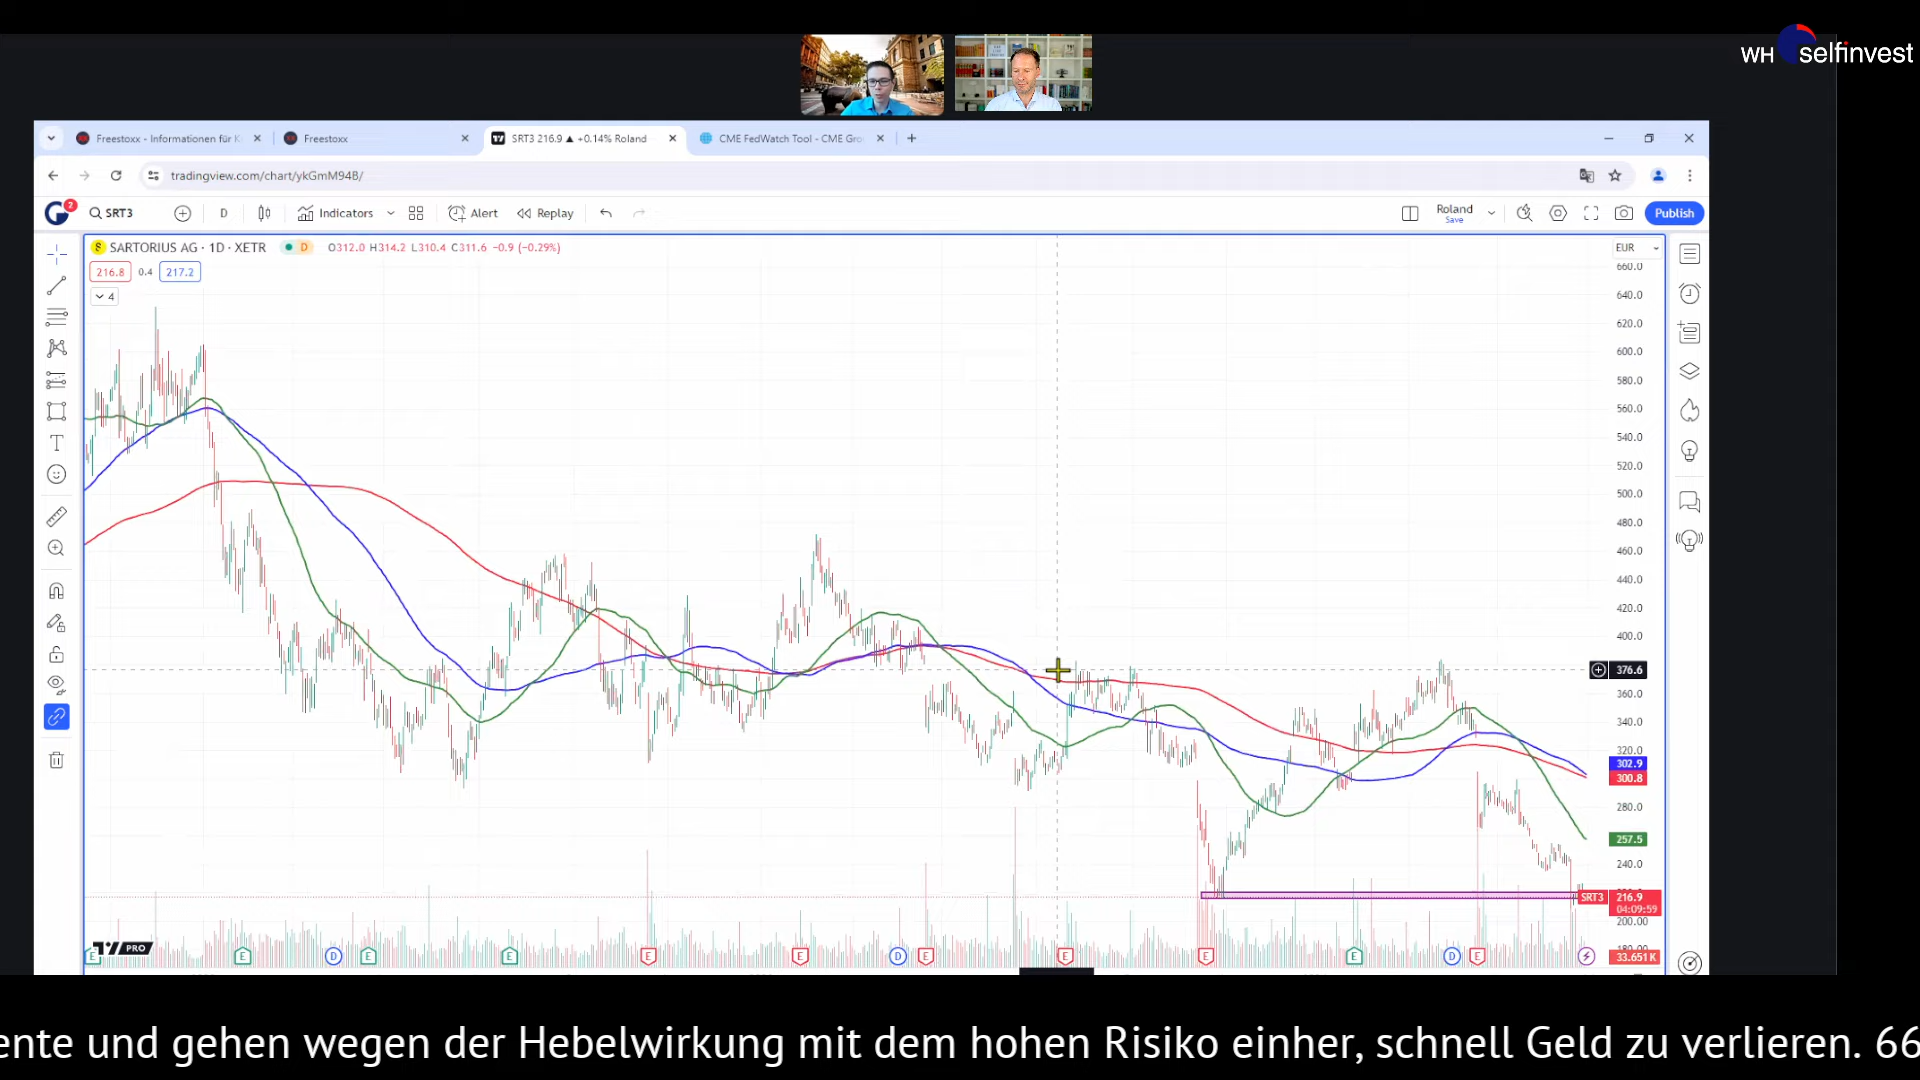 WH selfinvest
Freestoxx - Informationen für K
Freestoxx
SRT3 216.9 ▲ +0.14% Roland
CME FedWatch Tool - CME Gro
tradingview.com/chart/ykGmM94B/
2
SRT3
D
Indicators
Alert
Replay
Roland
Save
Publish
SARTORIUS AG · 1D · XETR
D
O312.0 H314.2 L310.4 C311.6 −0.9 (−0.29%)
EUR
216.8
0.4
217.2
4
660.0
640.0
620.0
600.0
580.0
560.0
540.0
520.0
500.0
480.0
460.0
440.0
420.0
400.0
376.6
360.0
340.0
320.0
302.9
300.8
280.0
257.5
240.0
SRT3
216.9
04:09:59
200.00
180.00
33.651 K
PRO
E E D E E E E D E E E E D E
ente und gehen wegen der Hebelwirkung mit dem hohen Risiko einher, schnell Geld zu verlieren. 66